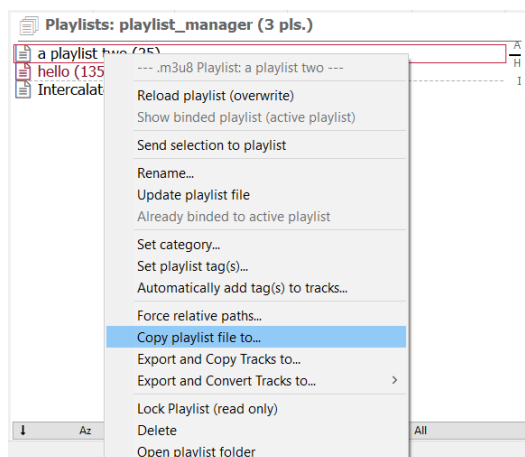 Playlists: playlist_manager (3 pls.)
a playlist two (25)
A
hello (135
H
Intercalat
I
--- .m3u8 Playlist: a playlist two ---
Reload playlist (overwrite)
Show binded playlist (active playlist)
Send selection to playlist
Rename...
Update playlist file
Already binded to active playlist
Set category...
Set playlist tag(s)...
Automatically add tag(s) to tracks...
Force relative paths...
Copy playlist file to...
Export and Copy Tracks to...
Export and Convert Tracks to...
Lock Playlist (read only)
Delete
Open playlist folder
Az
All